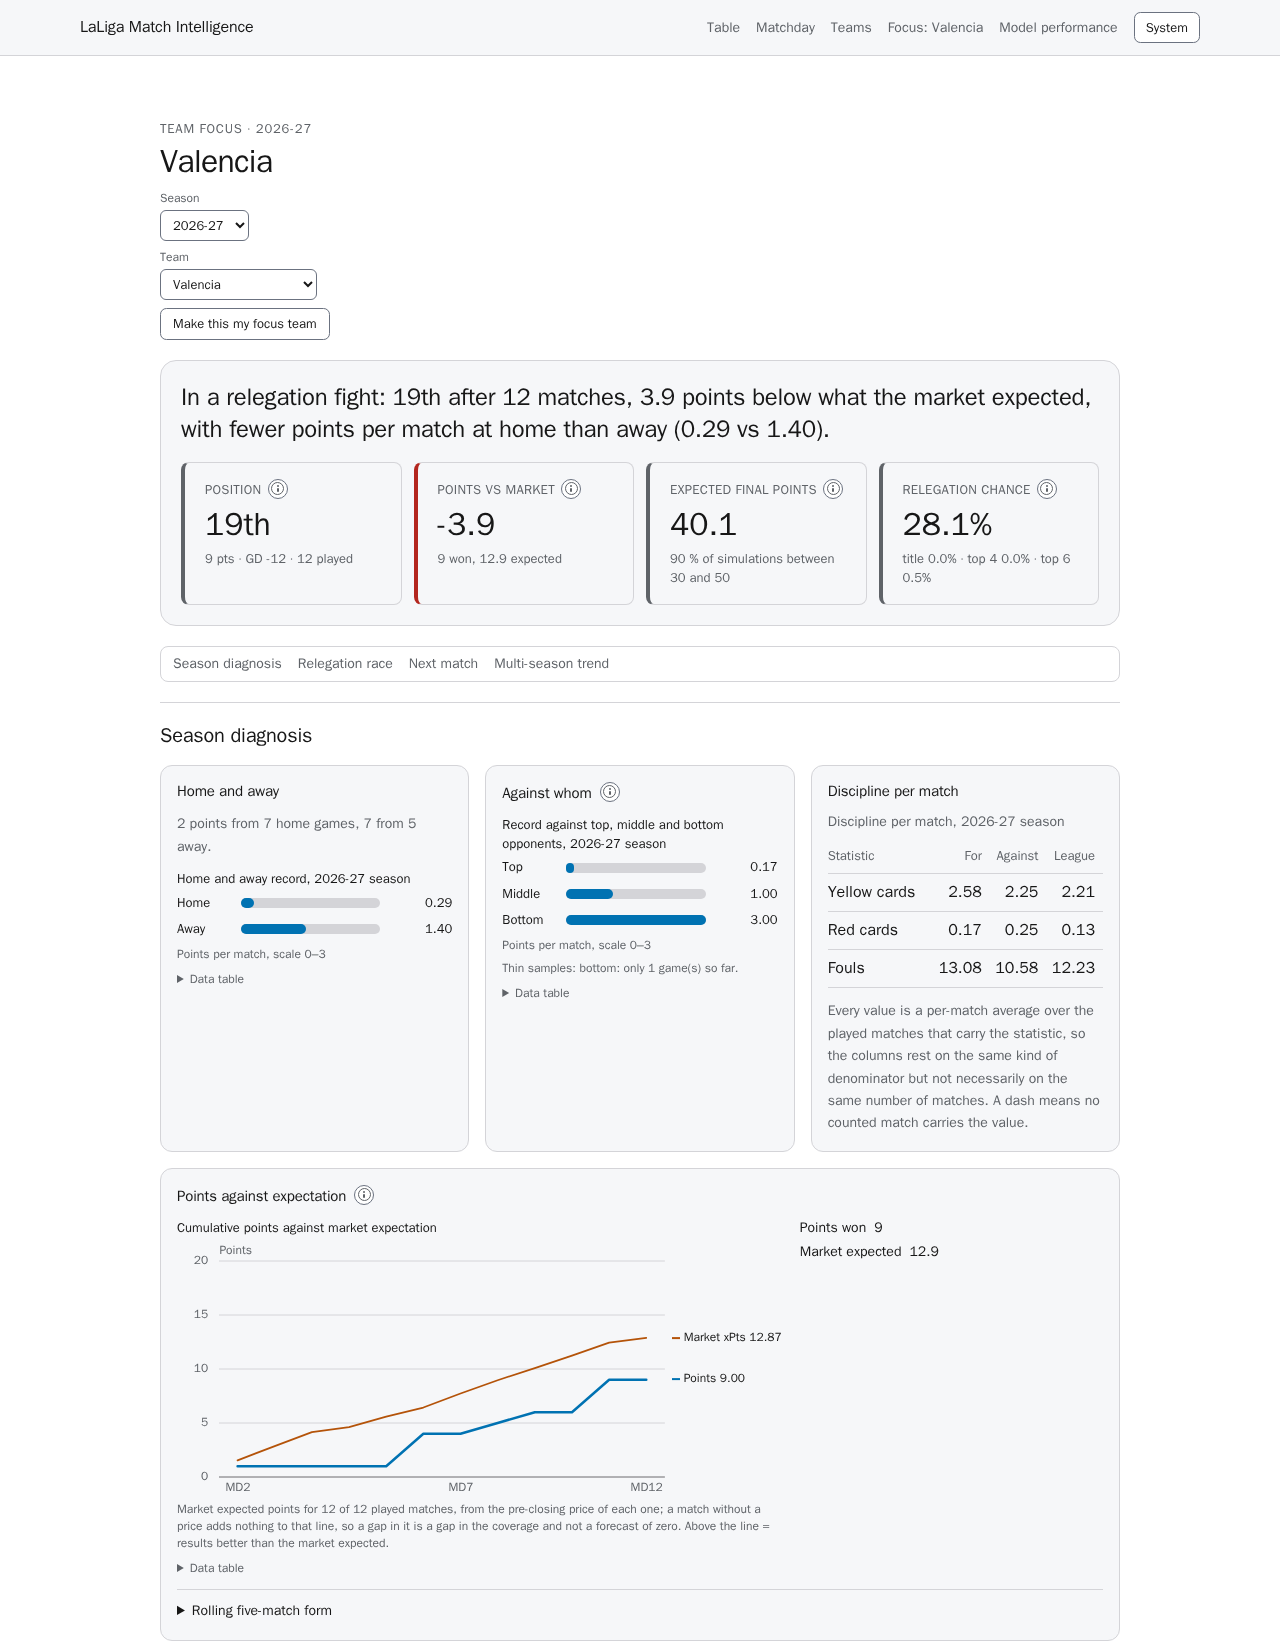 LaLiga Match Intelligence
Table Matchday Teams Focus: Valencia Model performance System
TEAM FOCUS · 2026-27
Valencia
Season
2026-27
Team
Valencia
Make this my focus team
In a relegation fight: 19th after 12 matches, 3.9 points below what the market expected,
with fewer points per match at home than away (0.29 vs 1.40).
POSITION
19th
9 pts · GD -12 · 12 played
POINTS VS MARKET
-3.9
9 won, 12.9 expected
EXPECTED FINAL POINTS
40.1
90 % of simulations between
30 and 50
RELEGATION CHANCE
28.1%
title 0.0% · top 4 0.0% · top 6
0.5%
Season diagnosis Relegation race Next match Multi-season trend
Season diagnosis
Home and away
2 points from 7 home games, 7 from 5
away.
Home and away record, 2026-27 season
Home 0.29
Away 1.40
Points per match, scale 0–3
Data table
Against whom
Record against top, middle and bottom
opponents, 2026-27 season
Top 0.17
Middle 1.00
Bottom 3.00
Points per match, scale 0–3
Thin samples: bottom: only 1 game(s) so far.
Data table
Discipline per match
Discipline per match, 2026-27 season
Statistic For Against League
Yellow cards 2.58 2.25 2.21
Red cards 0.17 0.25 0.13
Fouls 13.08 10.58 12.23
Every value is a per-match average over the
played matches that carry the statistic, so
the columns rest on the same kind of
denominator but not necessarily on the
same number of matches. A dash means no
counted match carries the value.
Points against expectation
Cumulative points against market expectation
Points
20
15
10
5
0
MD2 MD7 MD12
Market xPts 12.87
Points 9.00
Points won 9
Market expected 12.9
Market expected points for 12 of 12 played matches, from the pre-closing price of each one; a match without a
price adds nothing to that line, so a gap in it is a gap in the coverage and not a forecast of zero. Above the line =
results better than the market expected.
Data table
Rolling five-match form